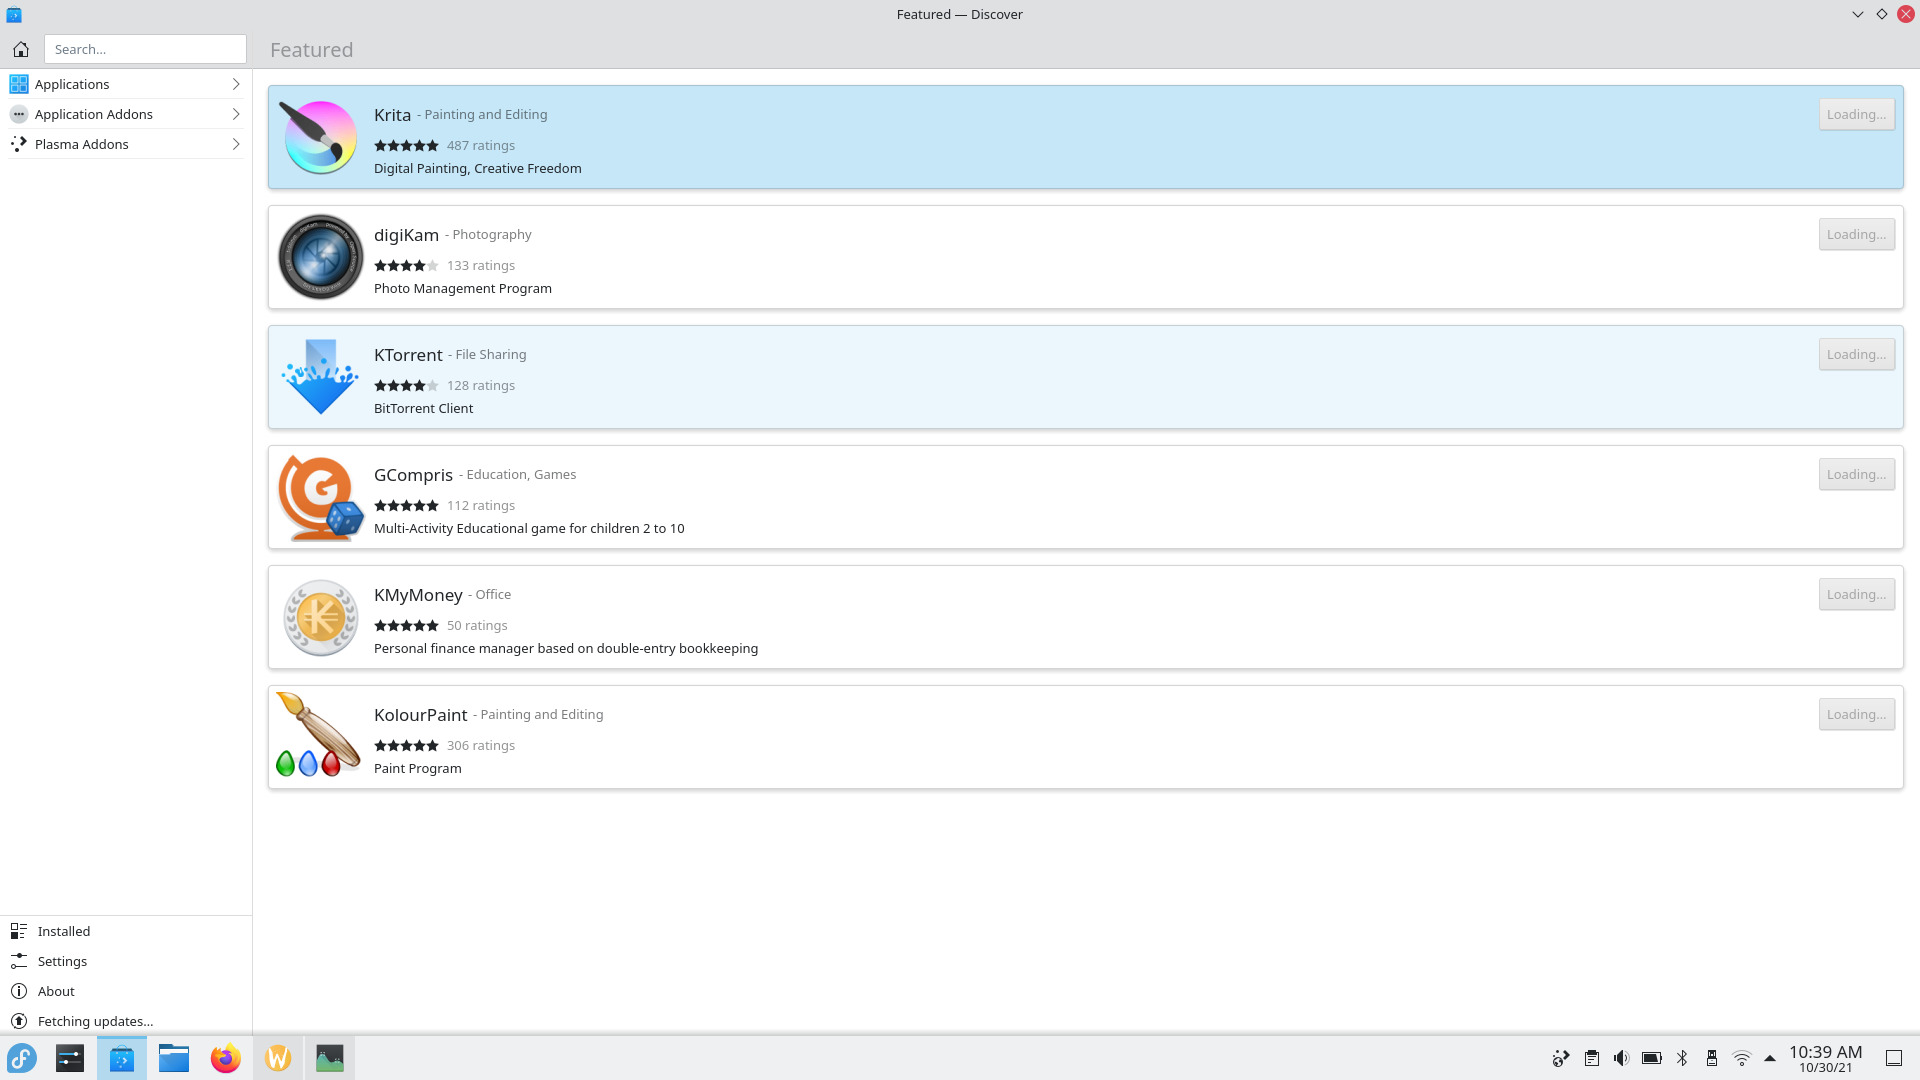 Featured — Discover
Search...
Featured
Applications
Application Addons
Plasma Addons
Krita - Painting and Editing
Loading...
487 ratings
Digital Painting, Creative Freedom
digiKam - Photography
Loading...
133 ratings
Photo Management Program
KTorrent - File Sharing
Loading...
128 ratings
BitTorrent Client
GCompris - Education, Games
Loading...
112 ratings
Multi-Activity Educational game for children 2 to 10
KMyMoney - Office
Loading...
50 ratings
Personal finance manager based on double-entry bookkeeping
KolourPaint - Painting and Editing
Loading...
306 ratings
Paint Program
Installed
Settings
About
Fetching updates...
10:39 AM
10/30/21